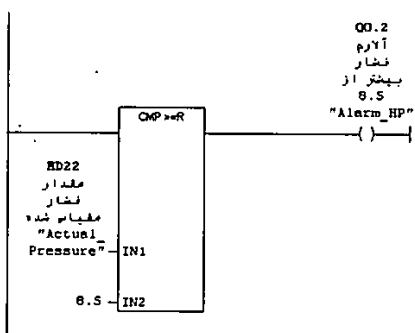 Q0.2
آلارم
فشار
بیشتر از
8.5
"Alarm_HP"
CMP >=R
MD22
مقدار
فشار
مقیاس شده
"Actual_
Pressure" IN1
8.5 IN2